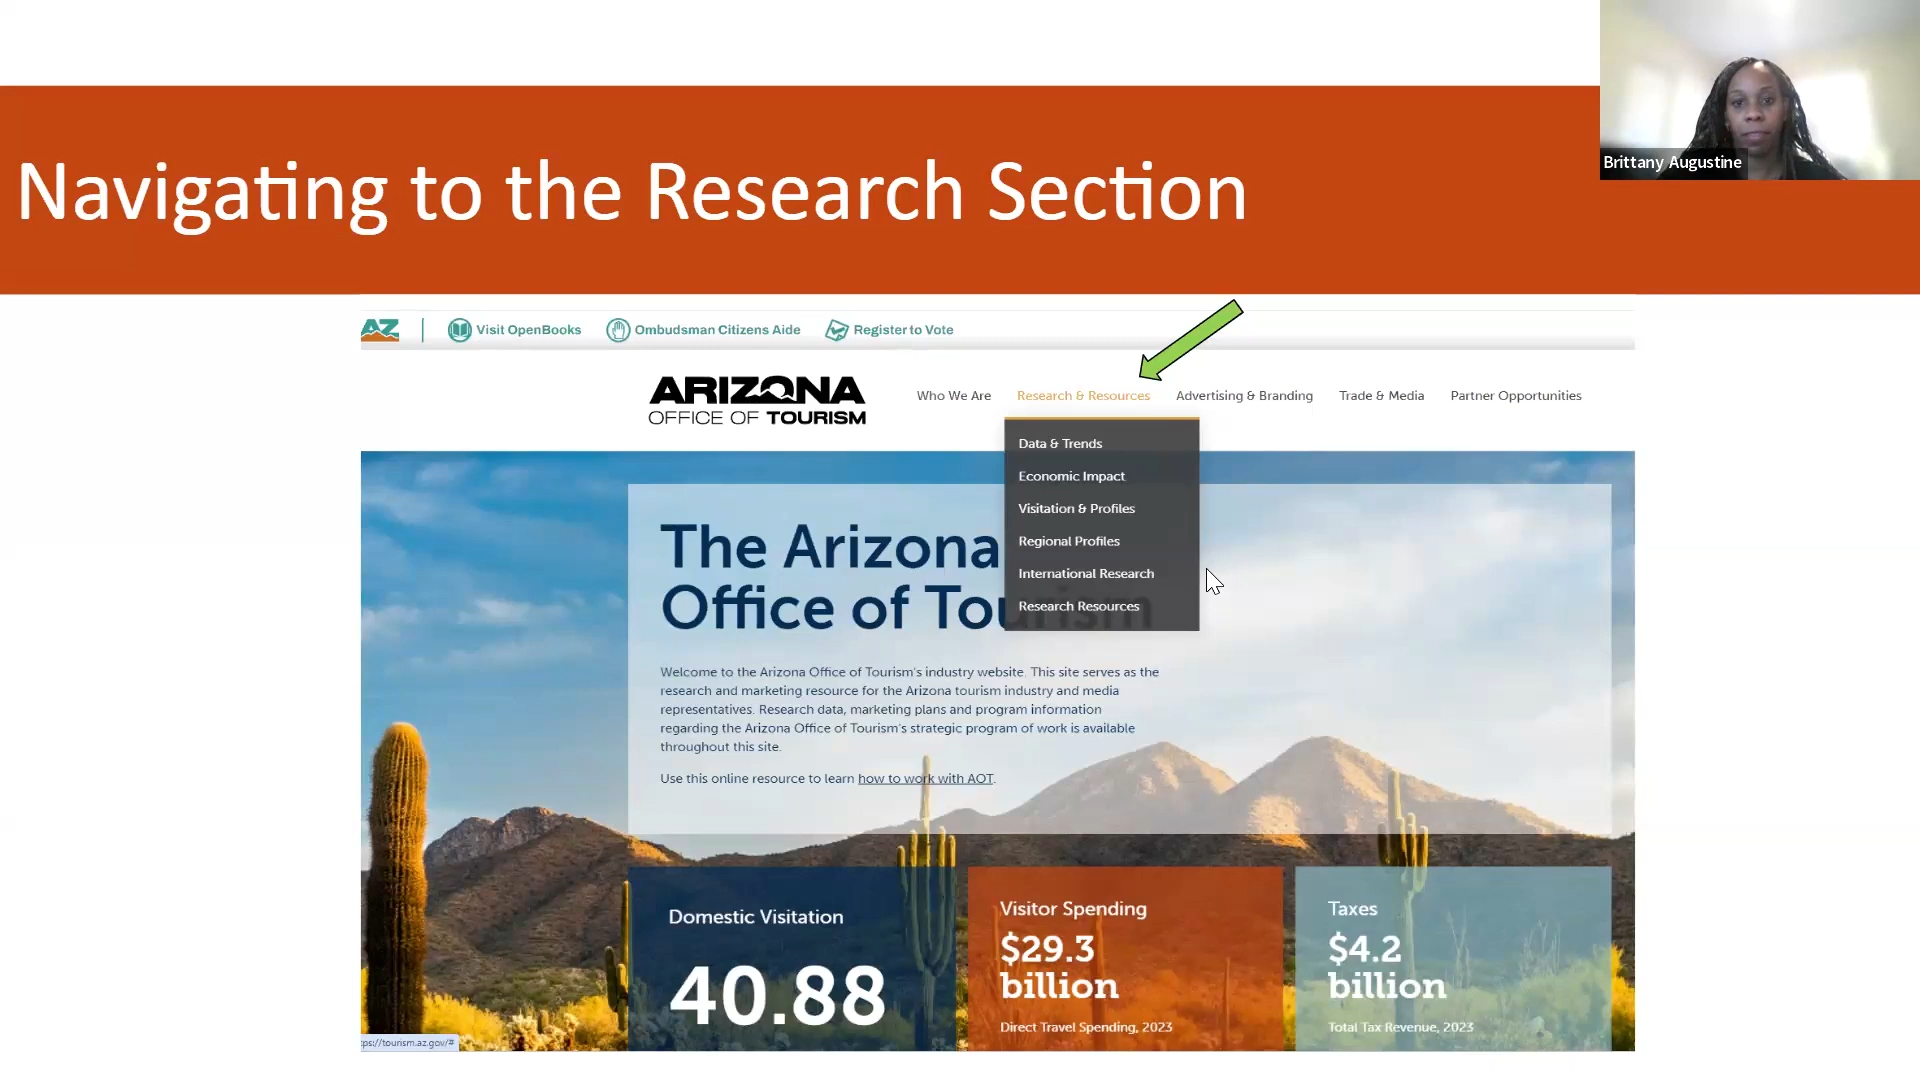 Navigating to the Research Section
Brittany Augustine
AZ
Visit OpenBooks
Ombudsman Citizens Aide
Register to Vote
ARIZONA
OFFICE OF TOURISM
Who We Are
Research & Resources
Advertising & Branding
Trade & Media
Partner Opportunities
Data & Trends
Economic Impact
Visitation & Profiles
Regional Profiles
International Research
Research Resources
The Arizona
Office of Tourism
Welcome to the Arizona Office of Tourism's industry website. This site serves as the
research and marketing resource for the Arizona tourism industry and media
representatives. Research data, marketing plans and program information
regarding the Arizona Office of Tourism's strategic program of work is available
throughout this site.
Use this online resource to learn how to work with AOT.
Domestic Visitation
40.88
Visitor Spending
$29.3
billion
Direct Travel Spending, 2023
Taxes
$4.2
billion
Total Tax Revenue, 2023
ps://tourism.az.gov/#